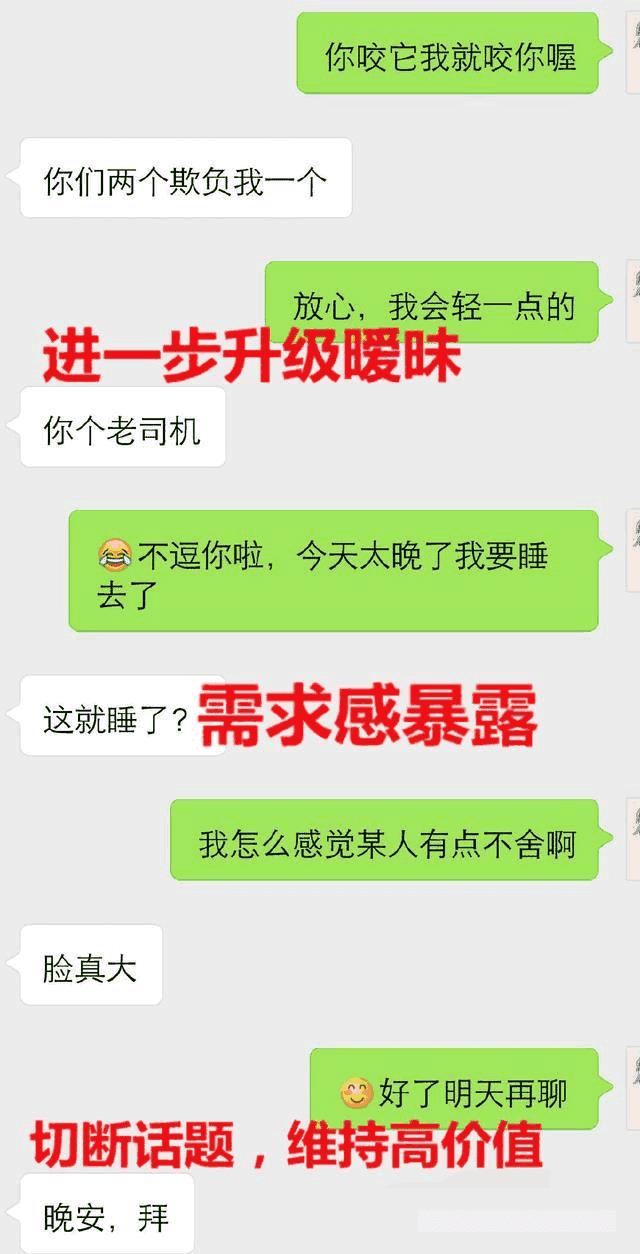 你咬它我就咬你喔
你们两个欺负我一个
放心，我会轻一点的
进一步升级暧昧
你个老司机
😂不逗你啦，今天太晚了我要睡
去了
这就睡了?
需求感暴露
我怎么感觉某人有点不舍啊
脸真大
😊好了明天再聊
切断话题，维持高价值
晚安，拜